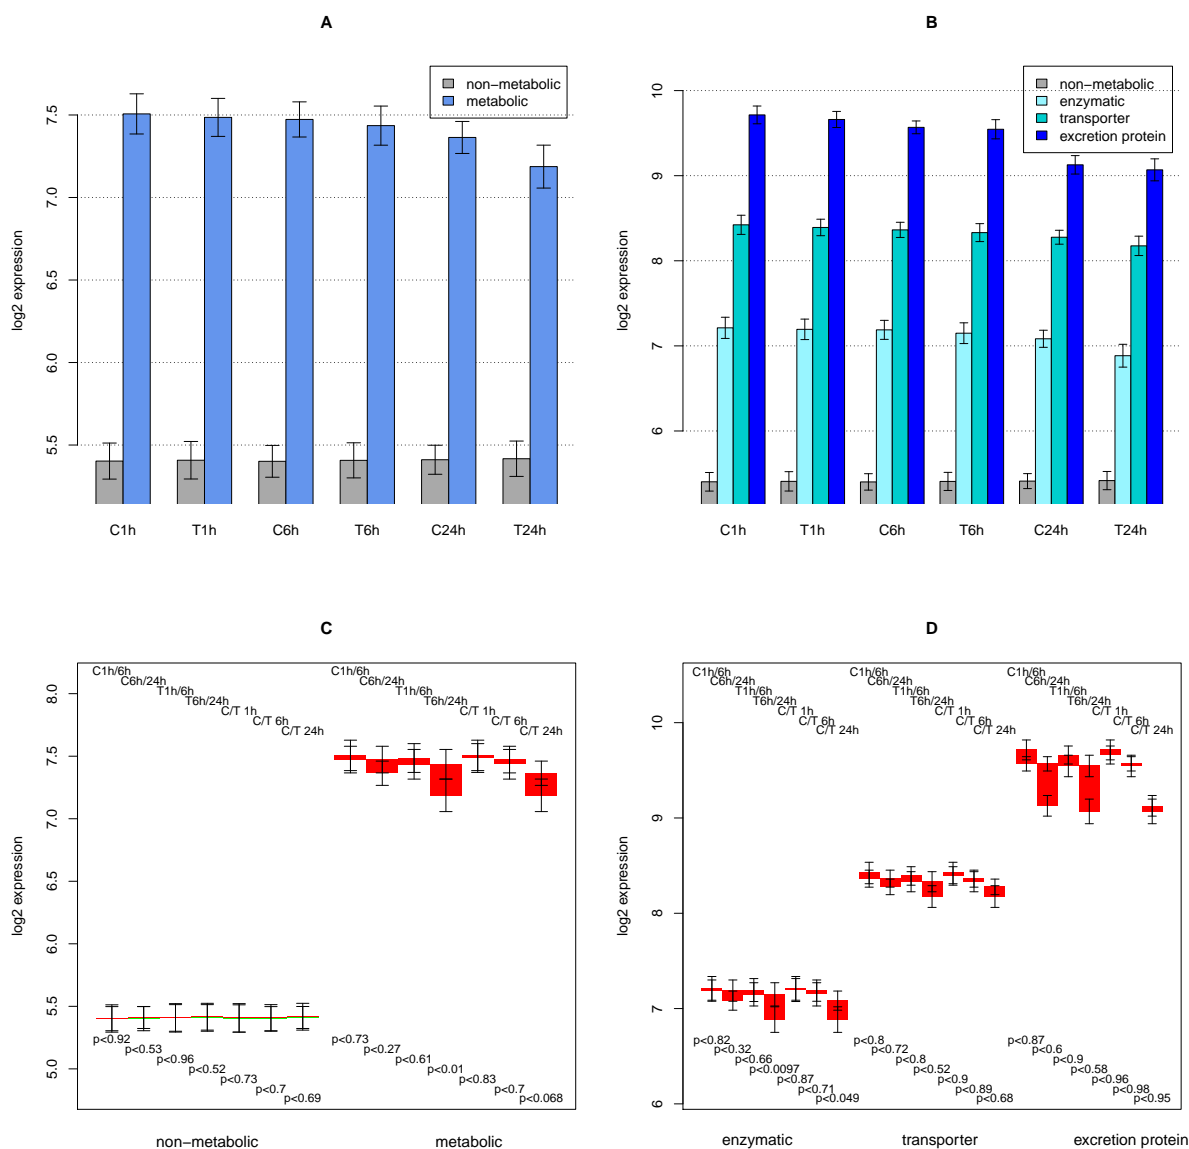 A
non-metabolic
metabolic
log2 expression
7.5
7.0
6.5
6.0
5.5
C1h T1h C6h T6h C24h T24h
B
non-metabolic
enzymatic
transporter
excretion protein
log2 expression
10
9
8
7
6
C1h T1h C6h T6h C24h T24h
C
log2 expression
8.0
7.5
7.0
6.5
6.0
5.5
5.0
C1h/6h
C6h/24h
T1h/6h
T6h/24h
C/T 1h
C/T 6h
C/T 24h
C1h/6h
C6h/24h
T1h/6h
T6h/24h
C/T 1h
C/T 6h
C/T 24h
p<0.92
p<0.53
p<0.96
p<0.52
p<0.73
p<0.7
p<0.69
p<0.73
p<0.27
p<0.61
p<0.01
p<0.83
p<0.7
p<0.068
non-metabolic metabolic
D
log2 expression
10
9
8
7
6
C1h/6h
C6h/24h
T1h/6h
T6h/24h
C/T 1h
C/T 6h
C/T 24h
C1h/6h
C6h/24h
T1h/6h
T6h/24h
C/T 1h
C/T 6h
C/T 24h
C1h/6h
C6h/24h
T1h/6h
T6h/24h
C/T 1h
C/T 6h
C/T 24h
p<0.82
p<0.32
p<0.66
p<0.0097
p<0.87
p<0.71
p<0.049
p<0.8
p<0.72
p<0.8
p<0.52
p<0.9
p<0.89
p<0.68
p<0.87
p<0.6
p<0.9
p<0.58
p<0.96
p<0.98
p<0.95
enzymatic transporter excretion protein